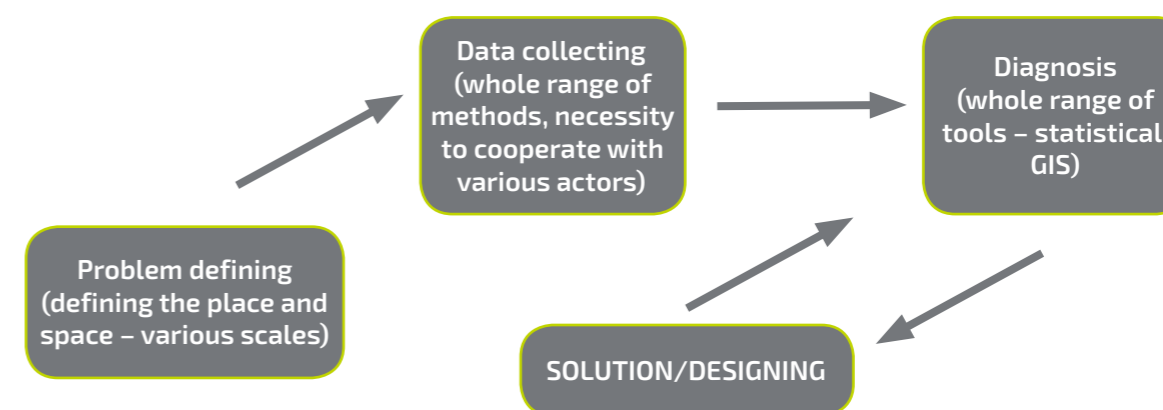 Problem defining
(defining the place and
space – various scales)
Data collecting
(whole range of
methods, necessity
to cooperate with
various actors)
Diagnosis
(whole range of
tools – statistical
GIS)
SOLUTION/DESIGNING